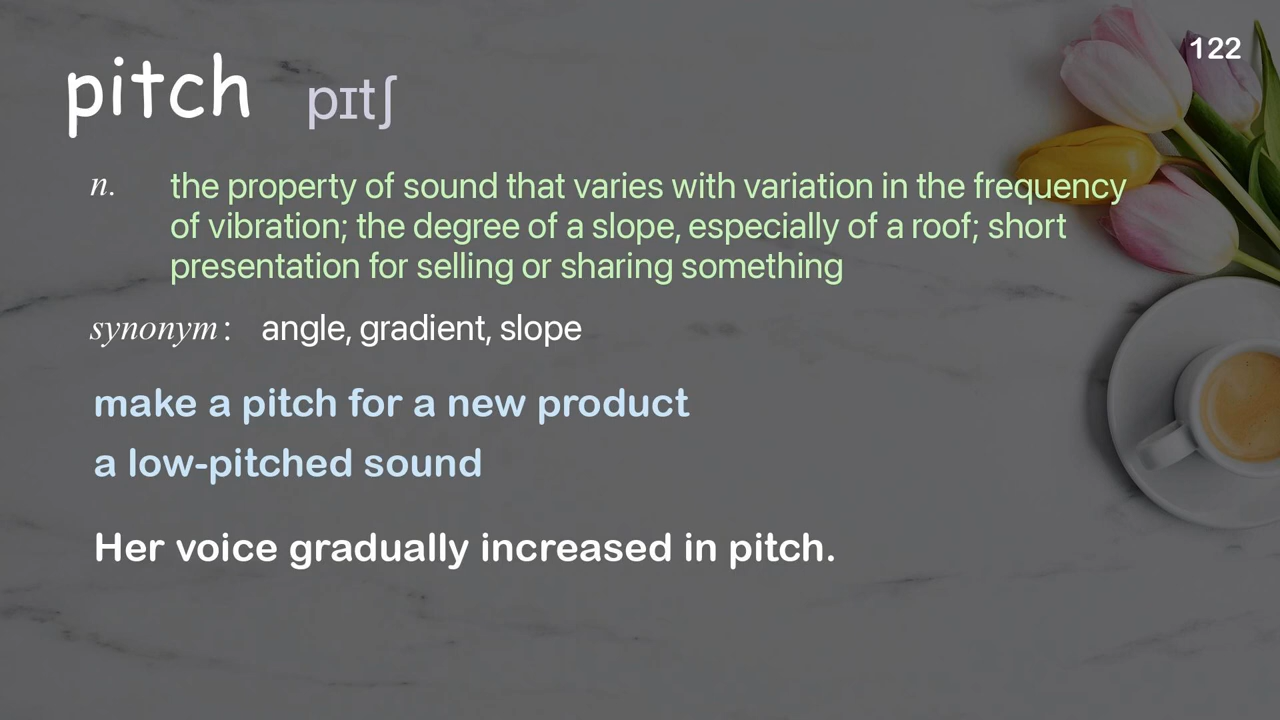 122
pitch pɪtʃ
n. the property of sound that varies with variation in the frequency
of vibration; the degree of a slope, especially of a roof; short
presentation for selling or sharing something
synonym: angle, gradient, slope
make a pitch for a new product
a low-pitched sound
Her voice gradually increased in pitch.